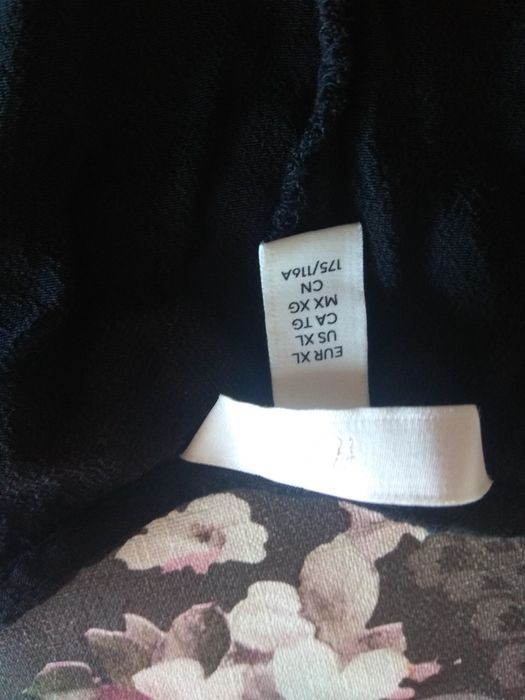 EUR XL
US XL
CA TG
MX XG
CN
175/116A